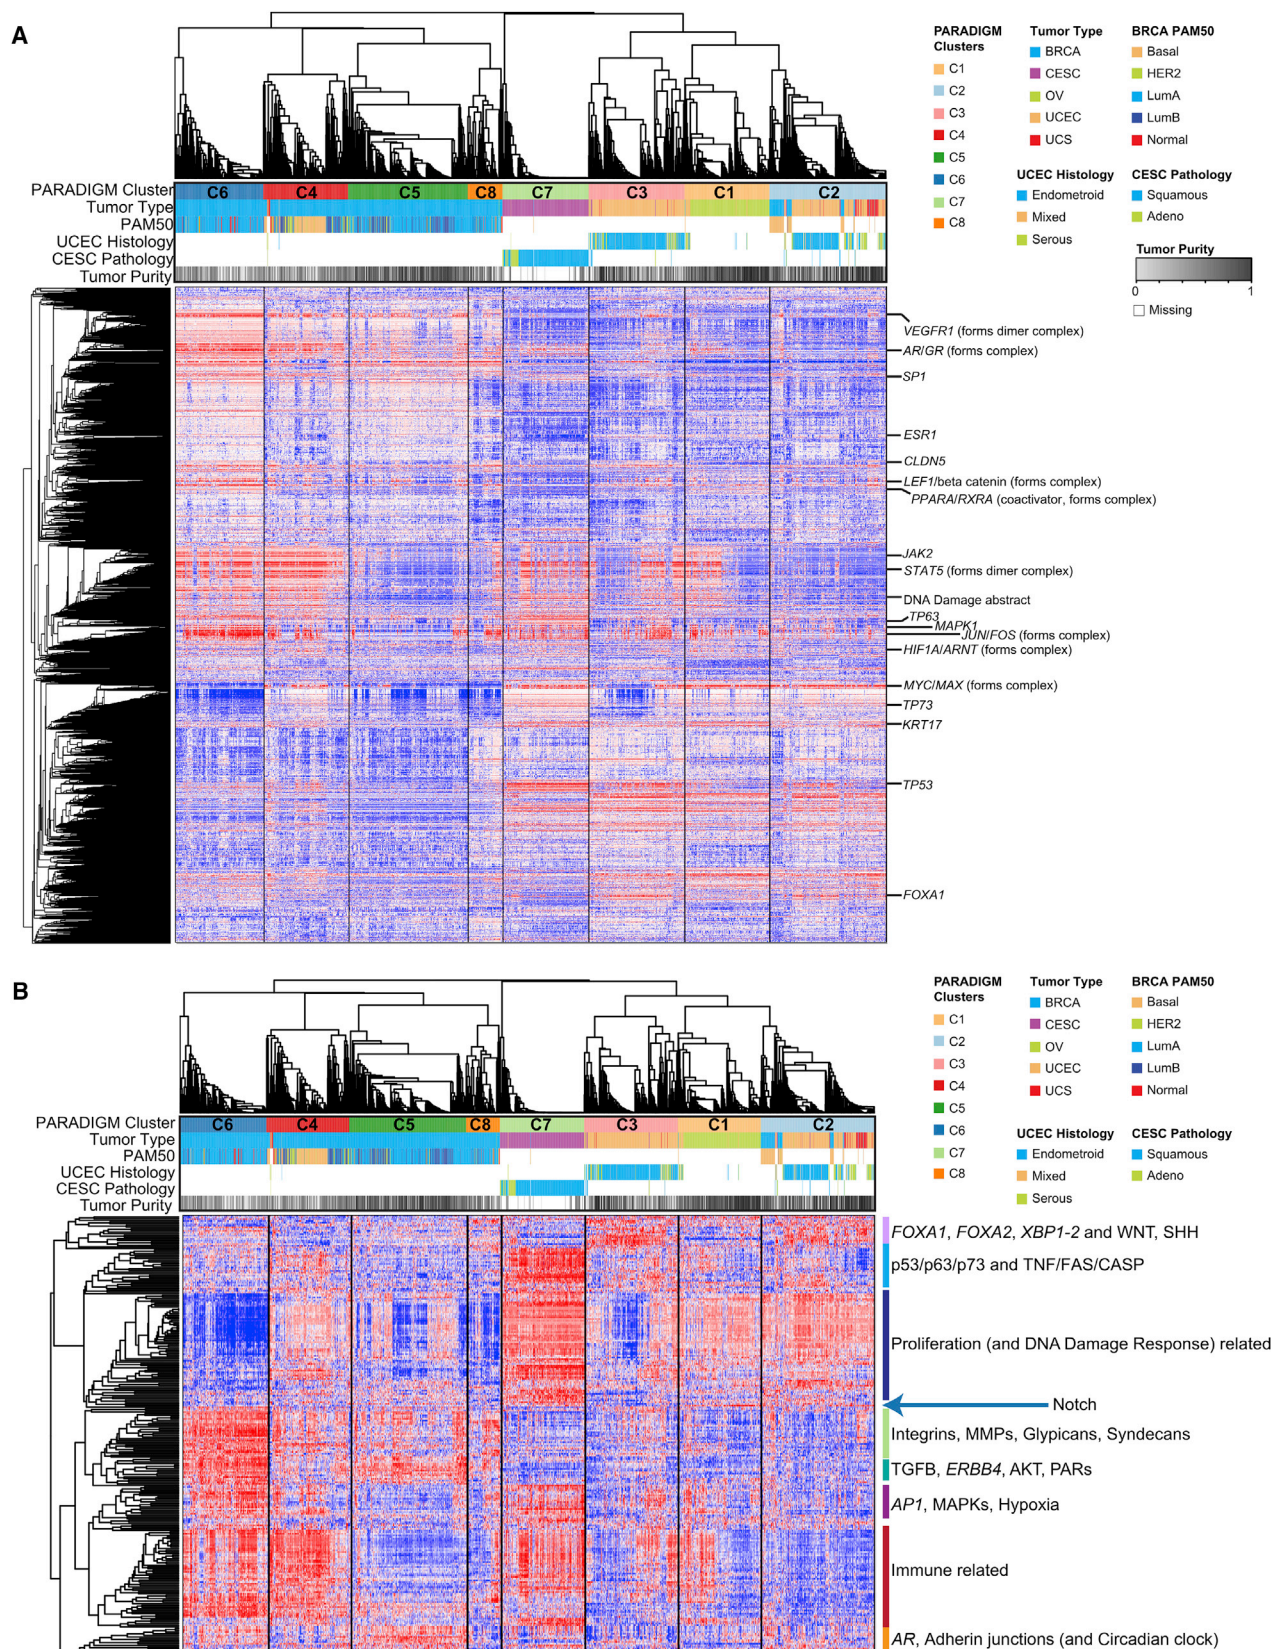 A
PARADIGM Clusters
C1
C2
C3
C4
C5
C6
C7
C8
Tumor Type
BRCA
CESC
OV
UCEC
UCS
BRCA PAM50
Basal
HER2
LumA
LumB
Normal
UCEC Histology
Endometroid
Mixed
Serous
CESC Pathology
Squamous
Adeno
Tumor Purity
0 1
Missing
PARADIGM Cluster
C6 C4 C5 C8 C7 C3 C1 C2
Tumor Type
PAM50
UCEC Histology
CESC Pathology
Tumor Purity
VEGFR1 (forms dimer complex)
AR/GR (forms complex)
SP1
ESR1
CLDN5
LEF1/beta catenin (forms complex)
PPARA/RXRA (coactivator, forms complex)
JAK2
STAT5 (forms dimer complex)
DNA Damage abstract
TP63
MAPK1
JUN/FOS (forms complex)
HIF1A/ARNT (forms complex)
MYC/MAX (forms complex)
TP73
KRT17
TP53
FOXA1
B
PARADIGM Clusters
C1
C2
C3
C4
C5
C6
C7
C8
Tumor Type
BRCA
CESC
OV
UCEC
UCS
BRCA PAM50
Basal
HER2
LumA
LumB
Normal
UCEC Histology
Endometroid
Mixed
Serous
CESC Pathology
Squamous
Adeno
PARADIGM Cluster
C6 C4 C5 C8 C7 C3 C1 C2
Tumor Type
PAM50
UCEC Histology
CESC Pathology
Tumor Purity
FOXA1, FOXA2, XBP1-2 and WNT, SHH
p53/p63/p73 and TNF/FAS/CASP
Proliferation (and DNA Damage Response) related
Notch
Integrins, MMPs, Glypicans, Syndecans
TGFB, ERBB4, AKT, PARs
AP1, MAPKs, Hypoxia
Immune related
AR, Adherin junctions (and Circadian clock)